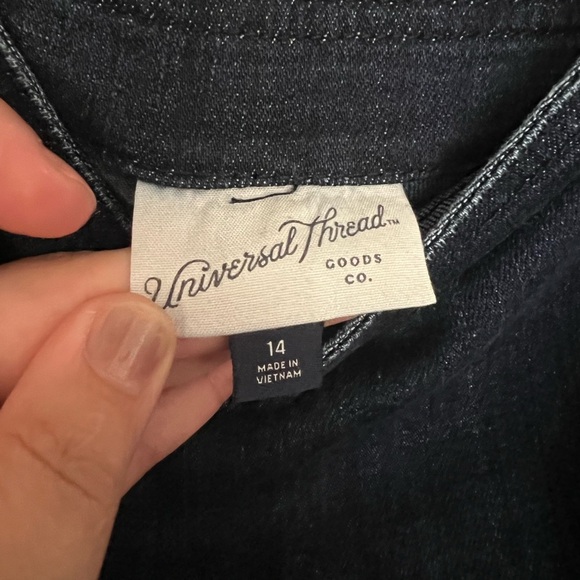 Universal Thread™
GOODS
CO.
14
MADE IN
VIETNAM